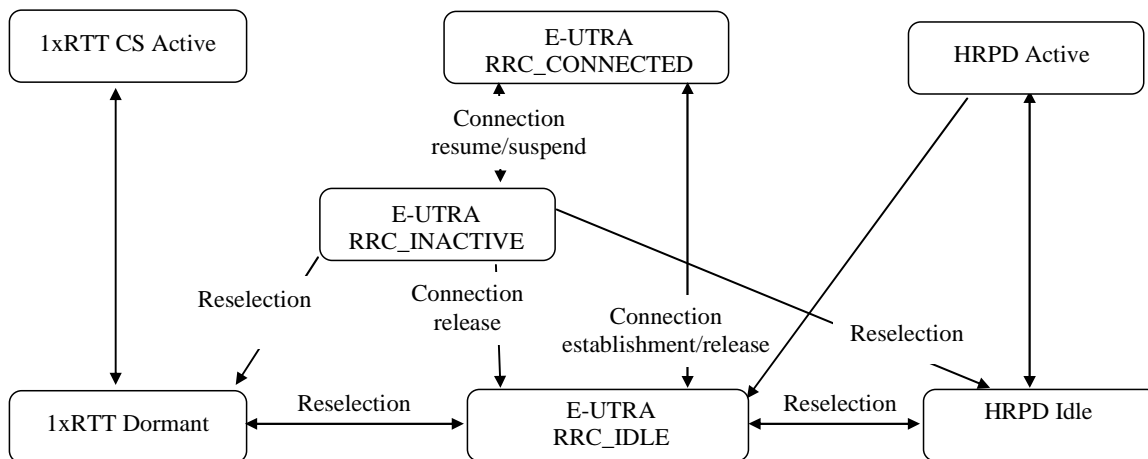 1xRTT CS Active
E-UTRA
RRC_CONNECTED
HRPD Active
Connection
resume/suspend
E-UTRA
RRC_INACTIVE
Reselection
Connection
release
Connection
establishment/release
Reselection
1xRTT Dormant
Reselection
E-UTRA
RRC_IDLE
Reselection
HRPD Idle